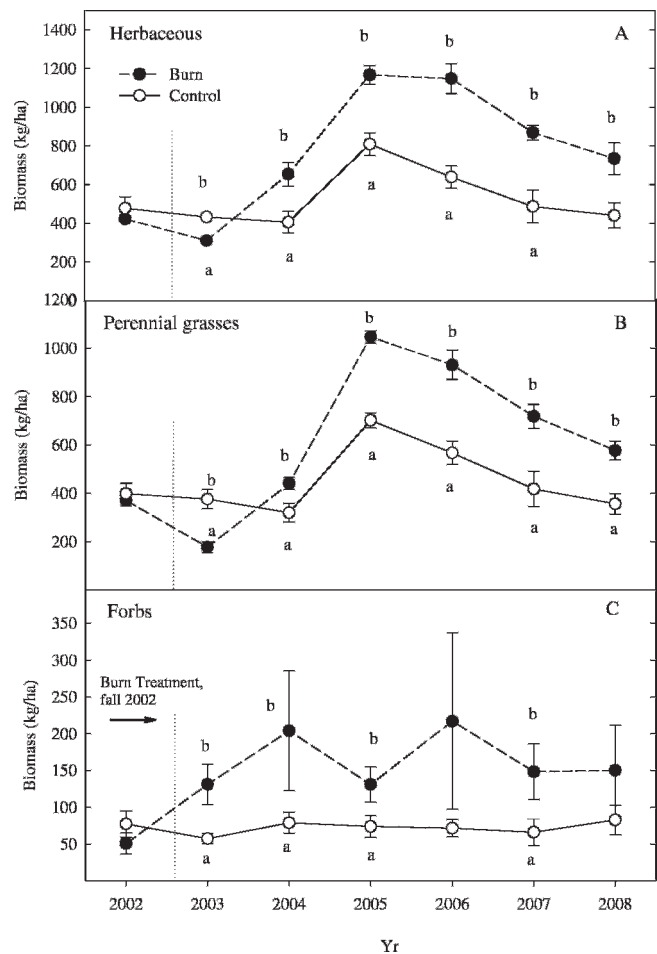 1400
Herbaceous
b
A
1200
Burn
b
b
1000
Control
b
Biomass (kg/ha)
800
b
600
b
400
a
a
a
200
a
a
0
1200
Perennial grasses
b
B
1000
b
b
Biomass (kg/ha)
800
b
600
b
b
400
a
a
a
200
a
a
a
Forbs
C
350
300
Burn Treatment,
fall 2002
250
b
b
Biomass (kg/ha)
200
b
b
150
100
50
a
a
a
a
2002 2003 2004 2005 2006 2007 2008
Yr